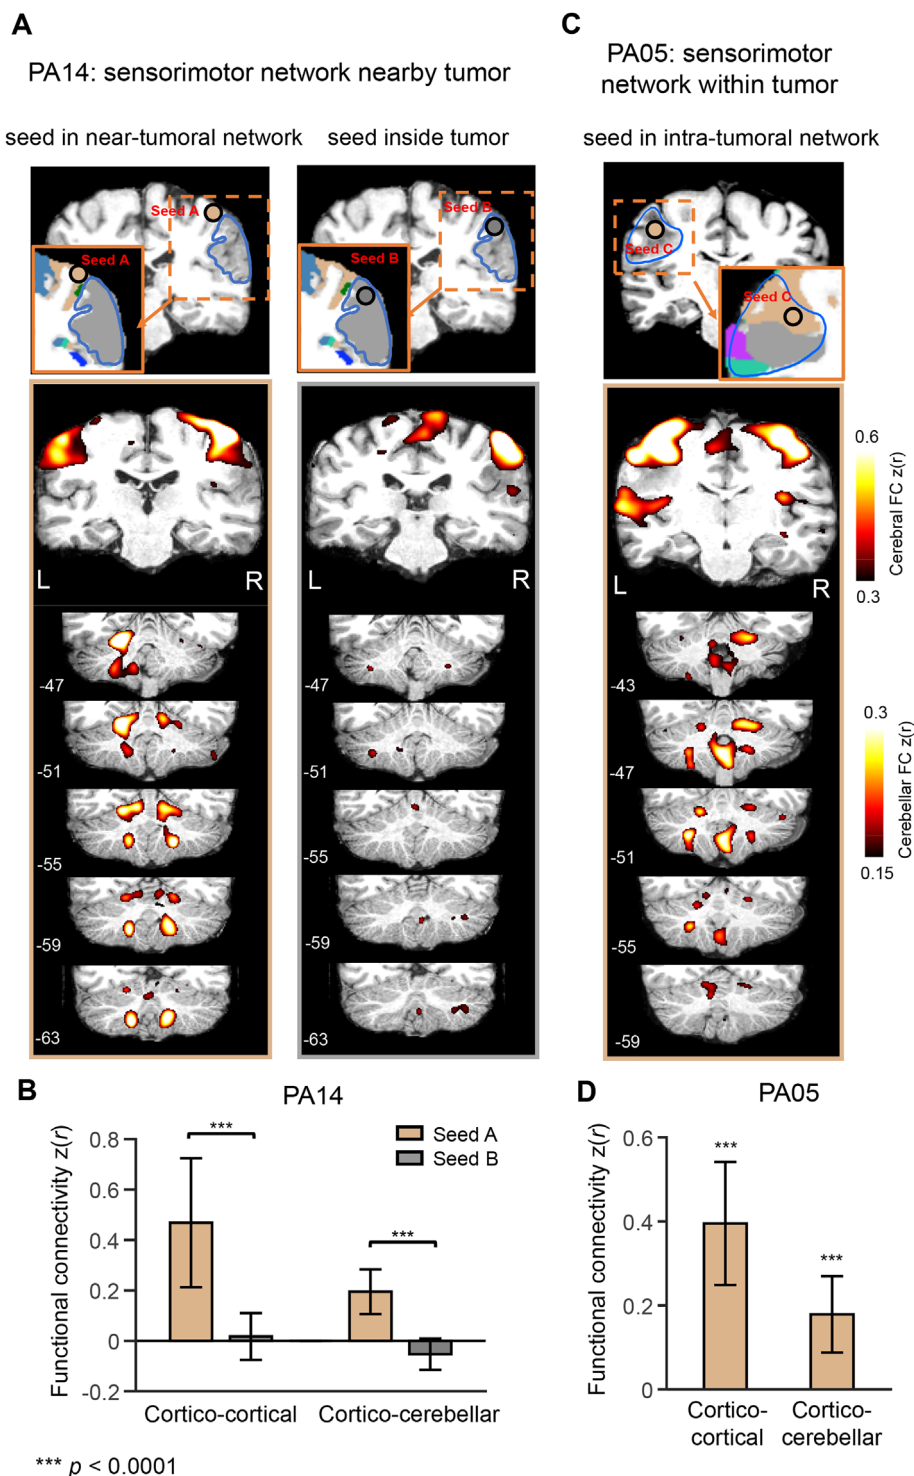 A
C
PA14: sensorimotor network nearby tumor
PA05: sensorimotor
network within tumor
seed in near-tumoral network
seed inside tumor
seed in intra-tumoral network
Seed A
Seed A
Seed B
Seed B
Seed C
Seed C
L
R
L
R
L
R
0.6
Cerebral FC z(r)
0.3
-47
-51
-55
-59
-63
-47
-51
-55
-59
-63
-43
-47
-51
-55
-59
0.3
Cerebellar FC z(r)
0.15
B
PA14
Functional connectivity z(r)
0.8
0.6
0.4
0.2
0
-0.2
***
***
Seed A
Seed B
Cortico-cortical
Cortico-cerebellar
*** p < 0.0001
D
PA05
Functional connectivity z(r)
0.6
0.4
0.2
0
***
***
Cortico-
cortical
Cortico-
cerebellar